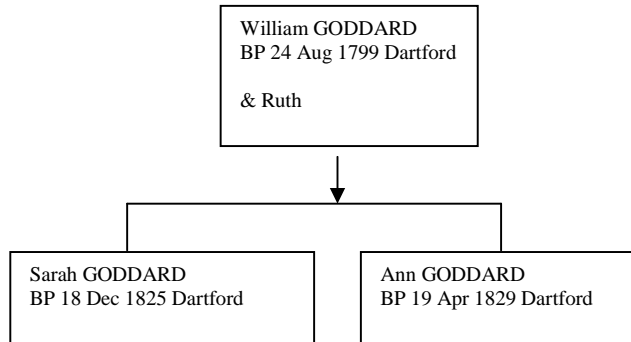 William GODDARD
BP 24 Aug 1799 Dartford
& Ruth
Sarah GODDARD
BP 18 Dec 1825 Dartford
Ann GODDARD
BP 19 Apr 1829 Dartford